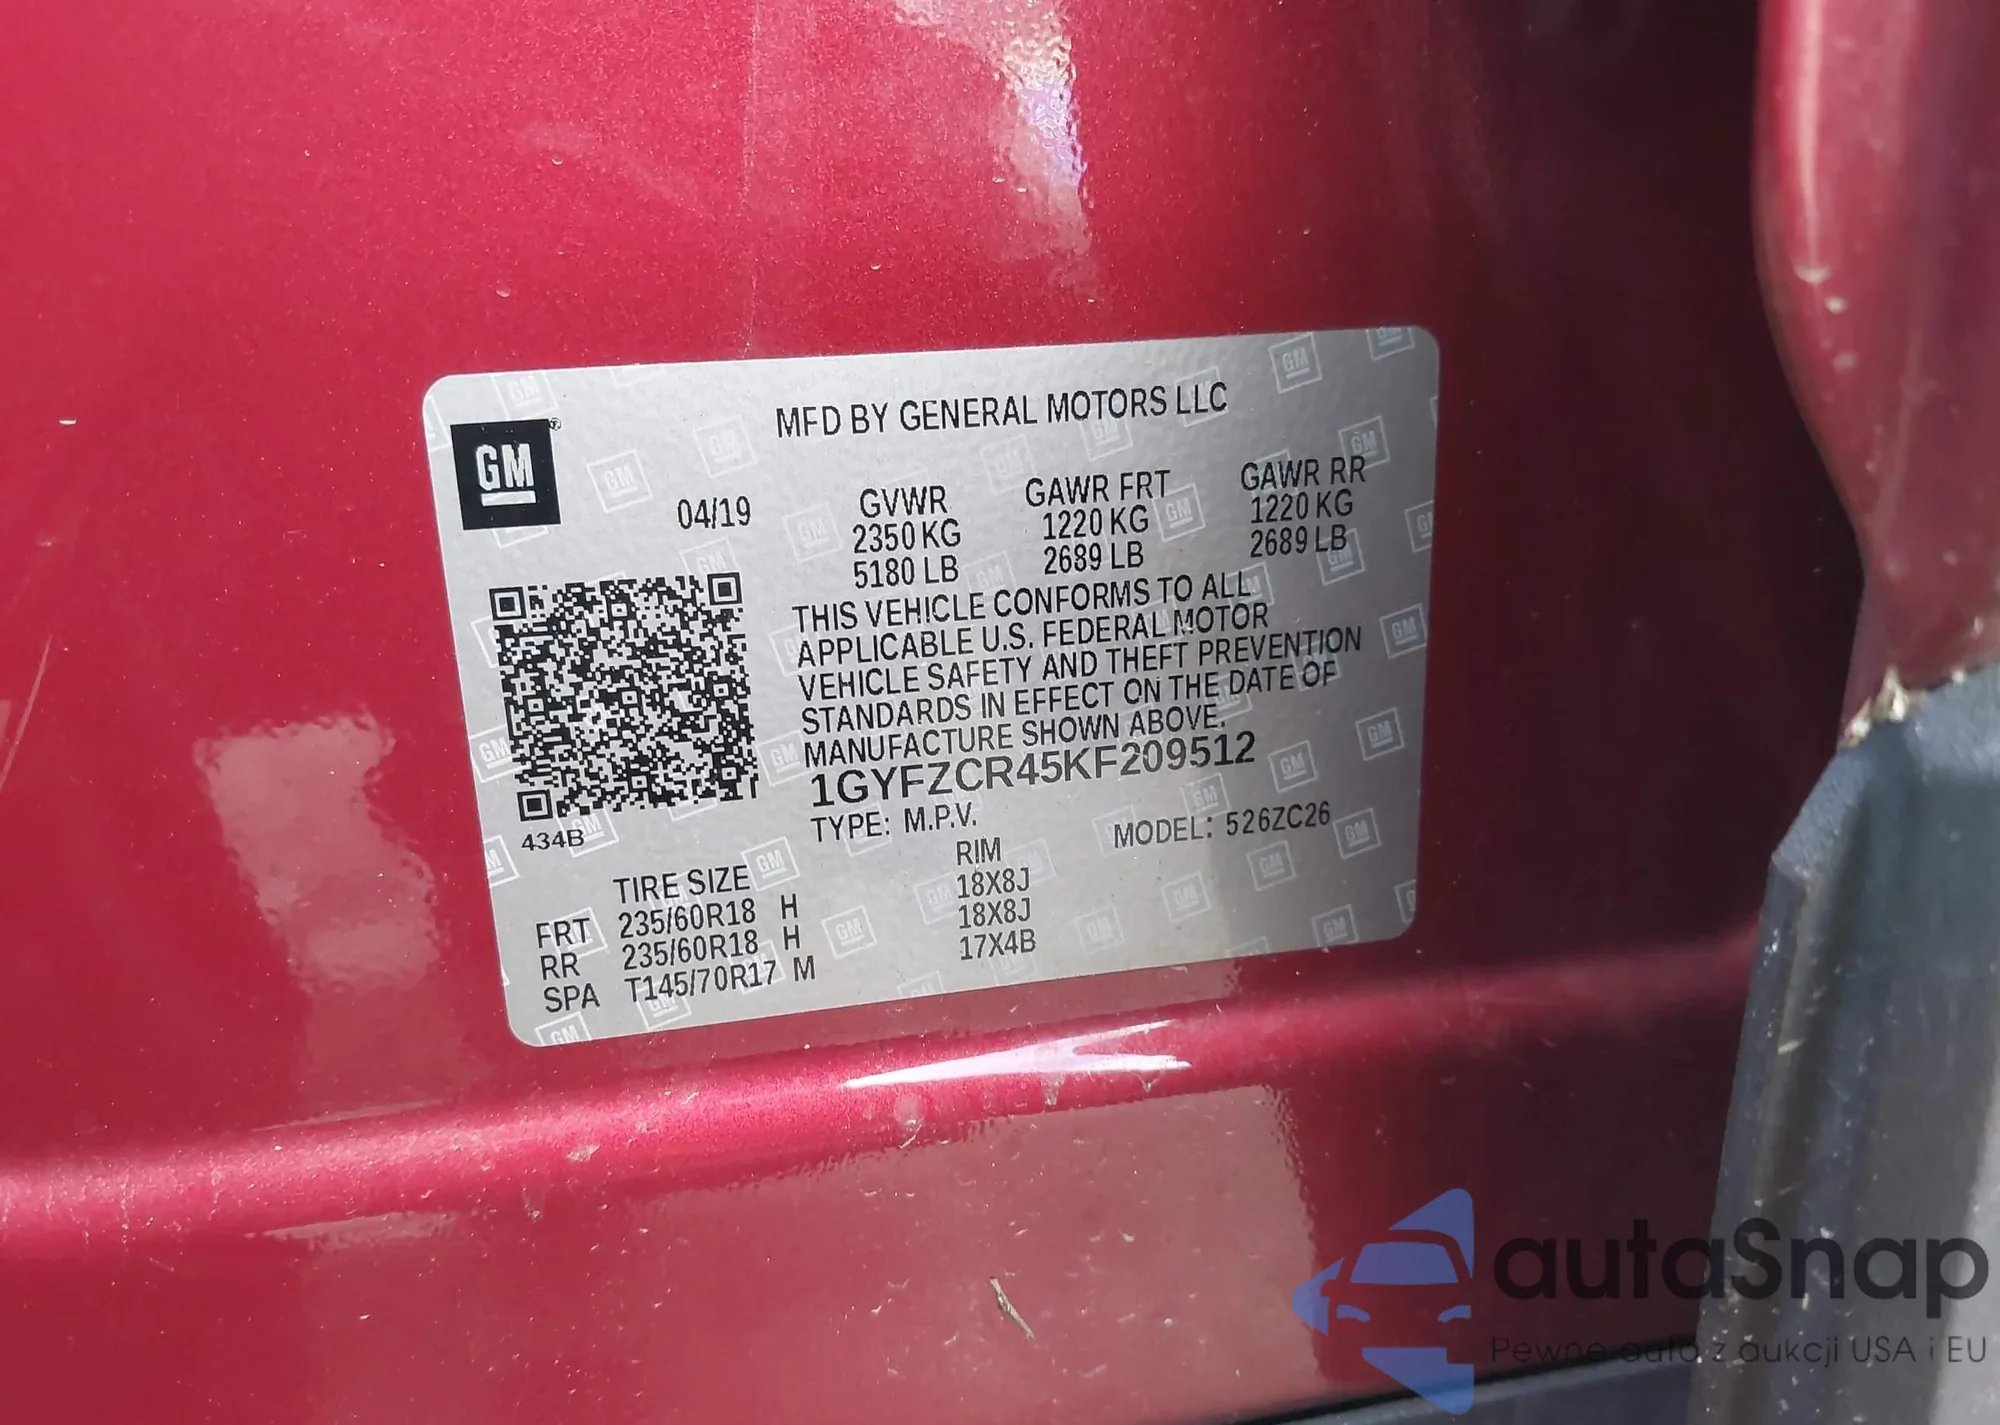 MFD BY GENERAL MOTORS LLC
GM
®
04/19
GVWR
2350 KG
5180 LB
GAWR FRT
1220 KG
2689 LB
GAWR RR
1220 KG
2689 LB
THIS VEHICLE CONFORMS TO ALL
APPLICABLE U.S. FEDERAL MOTOR
VEHICLE SAFETY AND THEFT PREVENTION
STANDARDS IN EFFECT ON THE DATE OF
MANUFACTURE SHOWN ABOVE.
1GYFZCR45KF209512
TYPE: M.P.V.
MODEL: 526ZC26
434B
TIRE SIZE RIM
FRT 235/60R18 H 18X8J
RR 235/60R18 H 18X8J
SPA T145/70R17 M 17X4B
autaSnap
Pewne auto z aukcji USA i EU